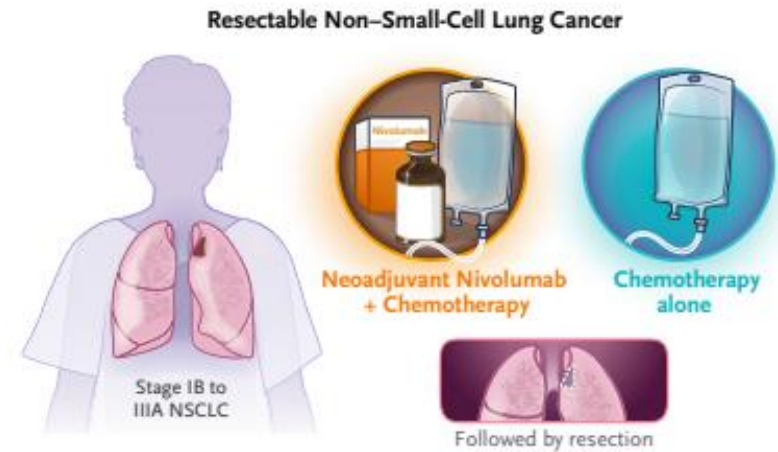 Resectable Non–Small-Cell Lung Cancer
Nivolumab
Neoadjuvant Nivolumab
+ Chemotherapy
Chemotherapy
alone
Stage IB to
IIIA NSCLC
Followed by resection